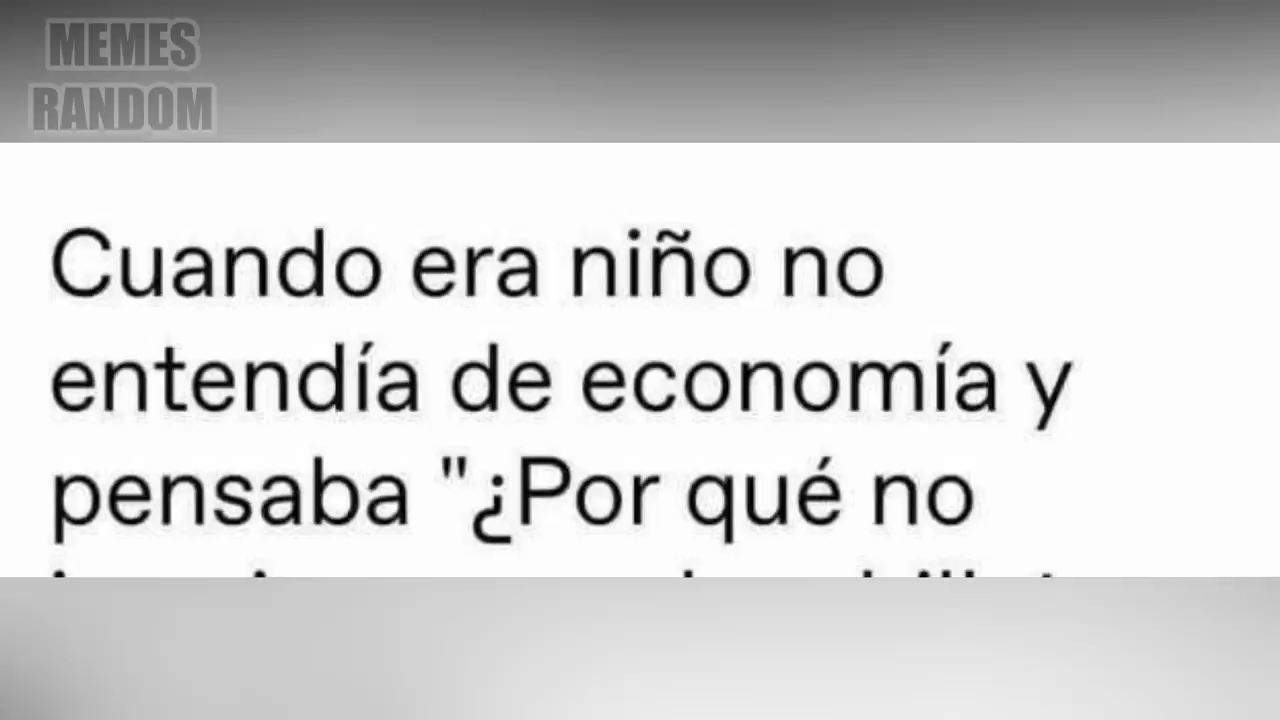 MEMES
RANDOM
Cuando era niño no
entendía de economía y
pensaba "¿Por qué no